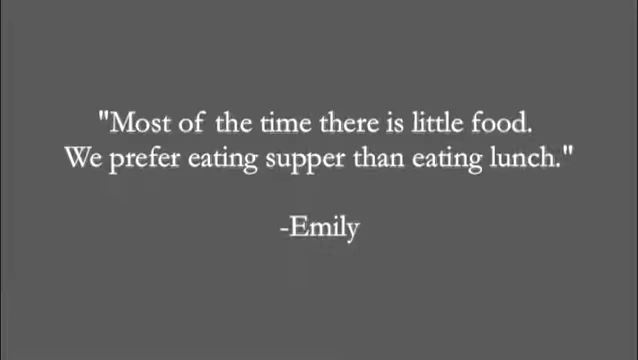 "Most of the time there is little food.
We prefer eating supper than eating lunch."
-Emily